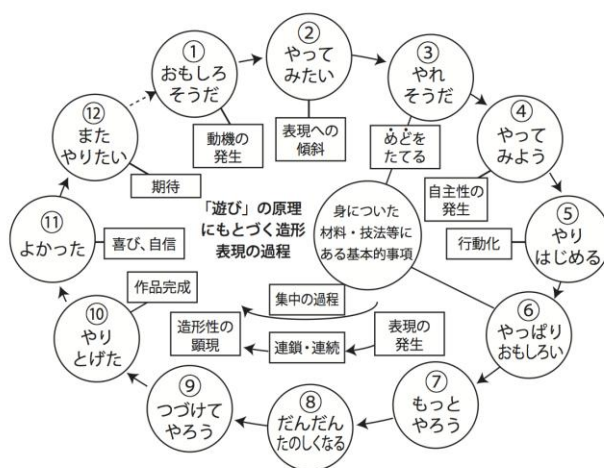 ①
おもしろ
そうだ
②
やって
みたい
③
やれ
そうだ
④
やって
みよう
⑤
やり
はじめる
⑥
やっぱり
おもしろい
⑦
もっと
やろう
⑧
だんだん
たのしくなる
⑨
つづけて
やろう
⑩
やり
とげた
⑪
よかった
⑫
また
やりたい
動機の
発生
表現への
傾斜
めどを
たてる
自主性の
発生
行動化
期待
喜び、自信
作品完成
「遊び」の原理
にもとづく造形
表現の過程
身についた
材料・技法等に
ある基本的事項
集中の過程
造形性の
顕現
連鎖・連続
表現の
発生